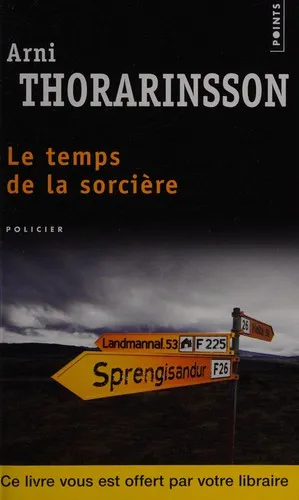 POINTS
Arni
THORARINSSON
Le temps
de la sorcière
POLICIER
26
Landmannal.53 F 225
Sprengisandur F26
Ce livre vous est offert par votre libraire